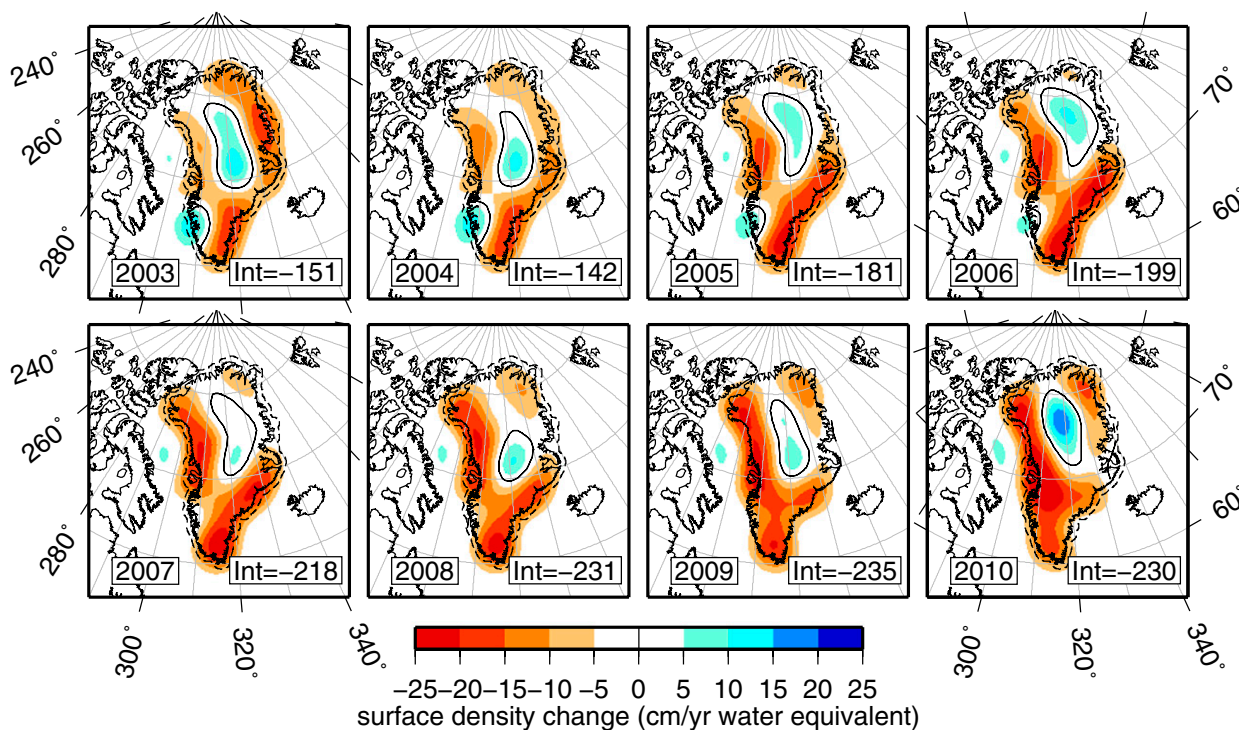 240°
260°
280°
70°
60°
2003 Int=−151
2004 Int=−142
2005 Int=−181
2006 Int=−199
240°
260°
280°
70°
60°
2007 Int=−218
2008 Int=−231
2009 Int=−235
2010 Int=−230
300° 320° 340° 300° 320° 340°
−25 −20 −15 −10 −5 0 5 10 15 20 25
surface density change (cm/yr water equivalent)